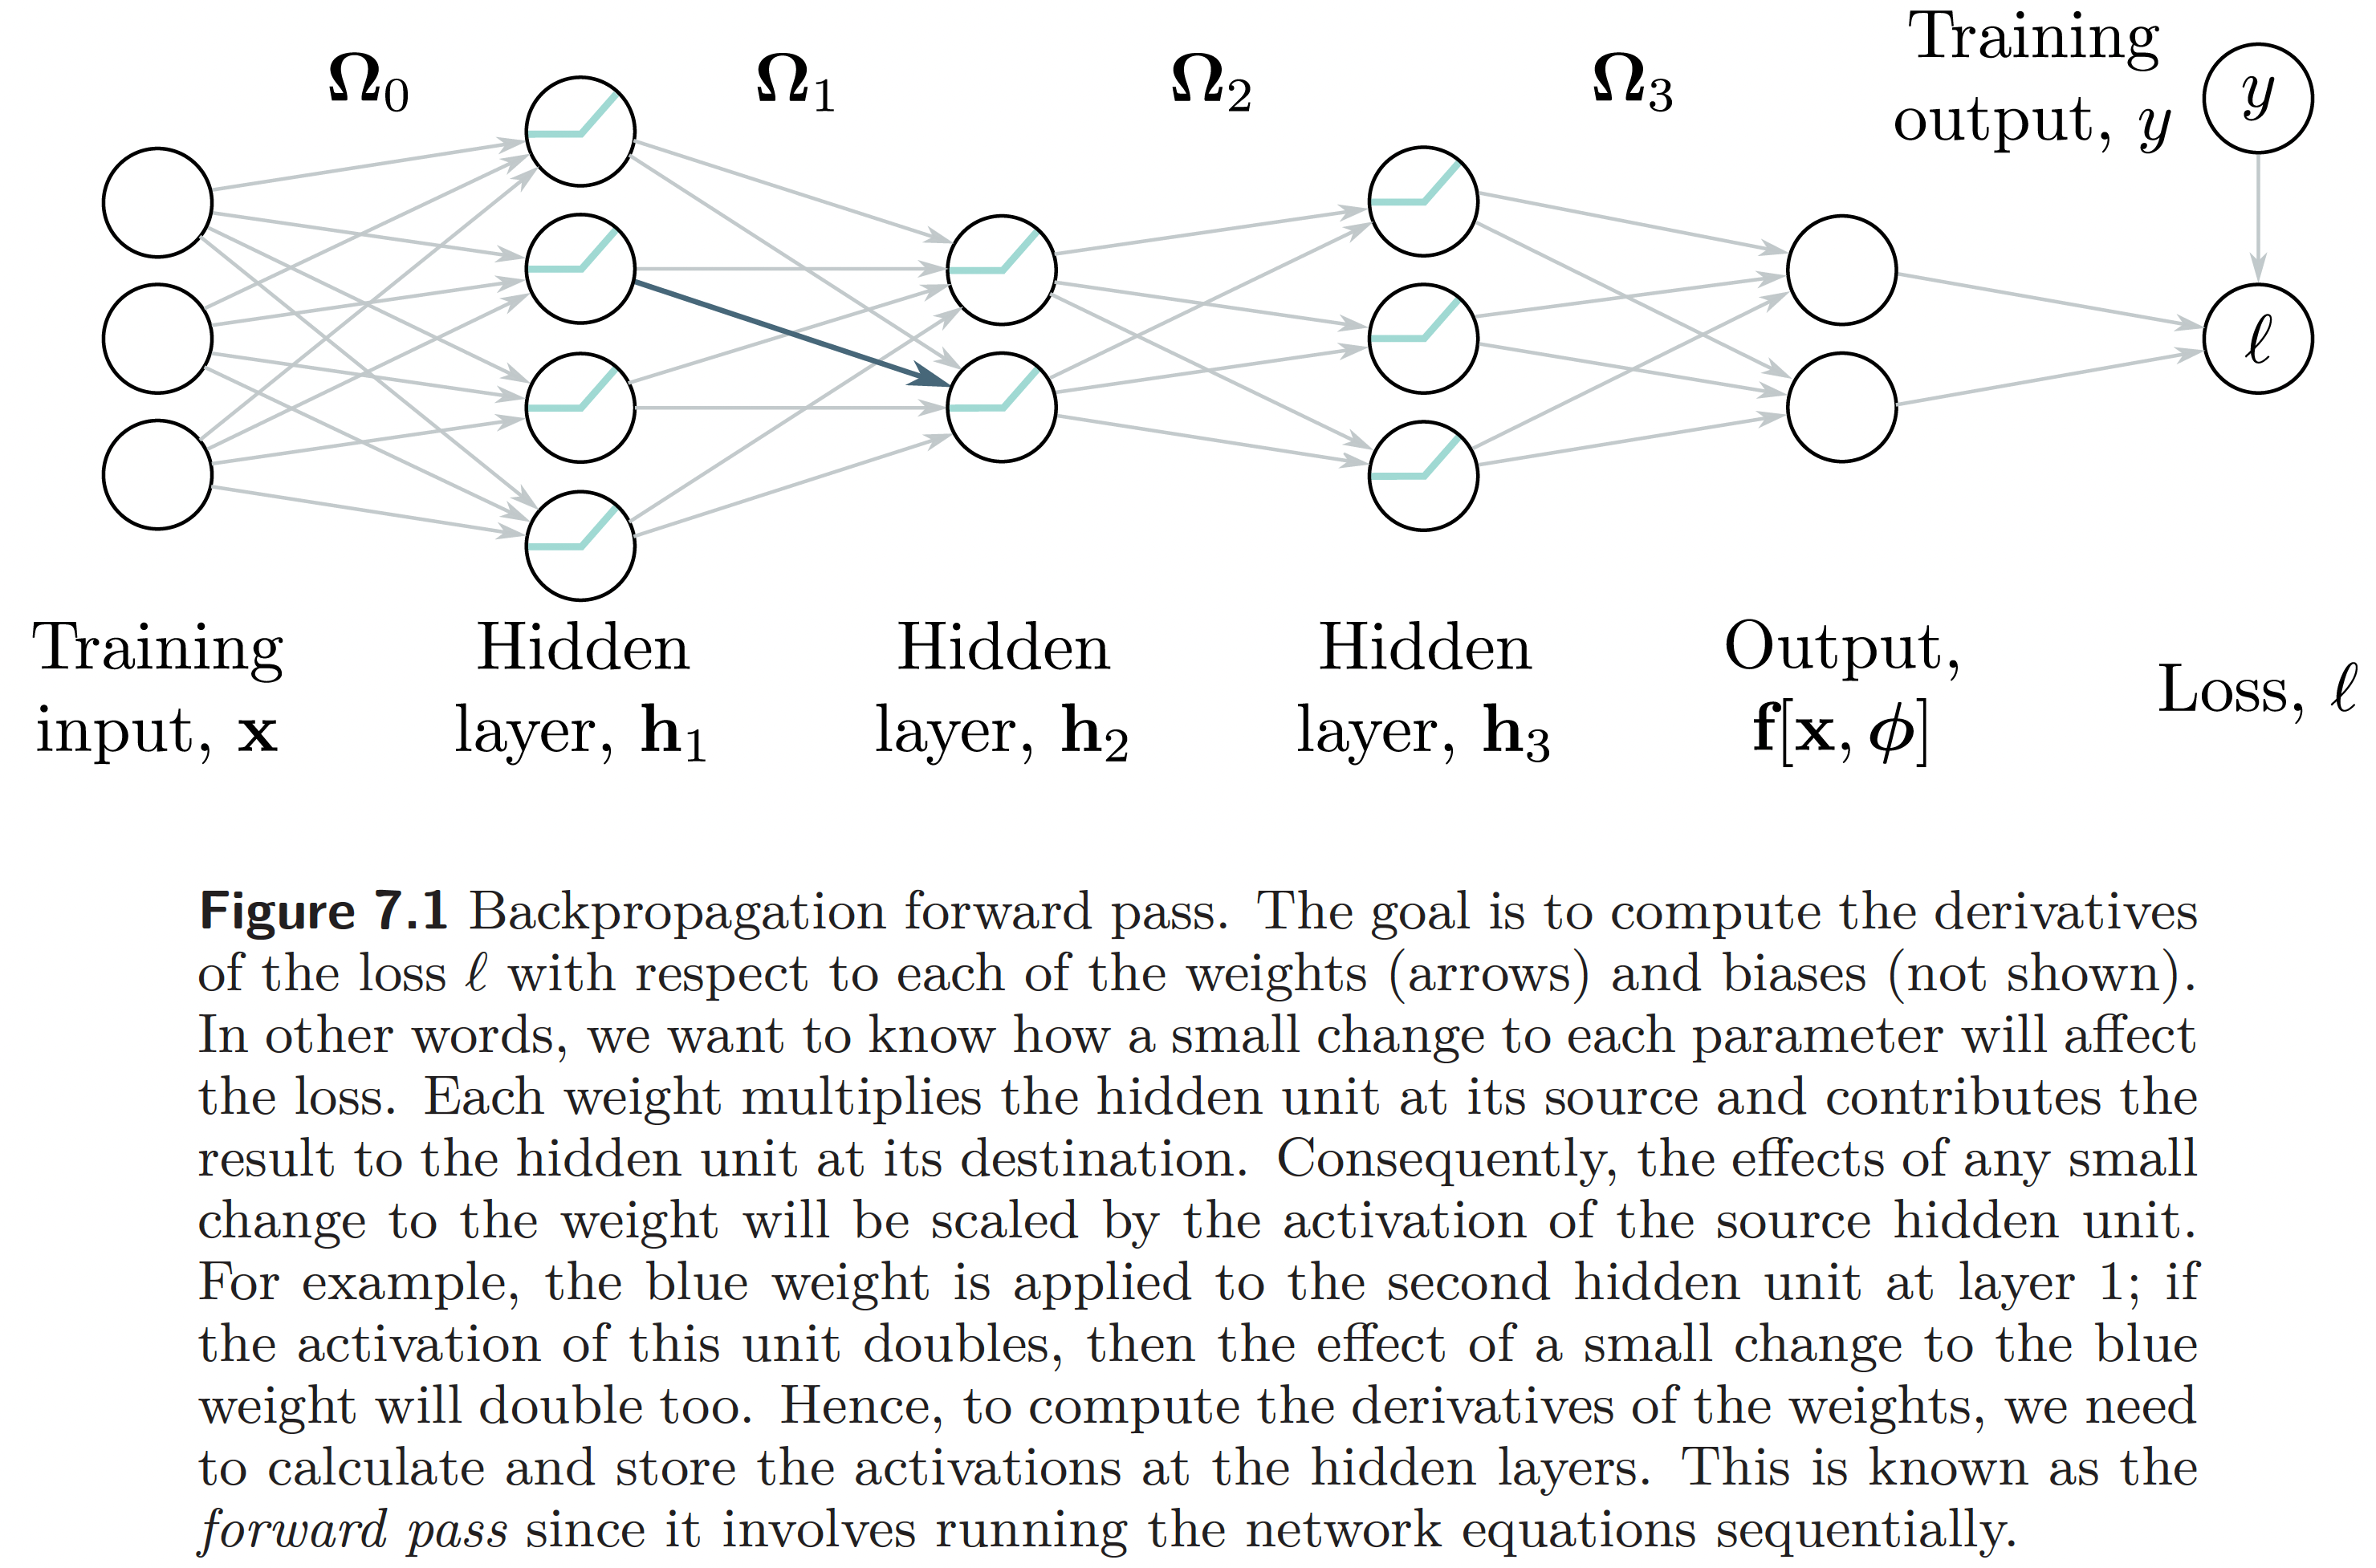 Ω₀ Ω₁ Ω₂ Ω₃
Training
output, y
y
ℓ
Training
input, x
Hidden
layer, h₁
Hidden
layer, h₂
Hidden
layer, h₃
Output,
f[x, ϕ]
Loss, ℓ
Figure 7.1 Backpropagation forward pass. The goal is to compute the derivatives
of the loss ℓ with respect to each of the weights (arrows) and biases (not shown).
In other words, we want to know how a small change to each parameter will affect
the loss. Each weight multiplies the hidden unit at its source and contributes the
result to the hidden unit at its destination. Consequently, the effects of any small
change to the weight will be scaled by the activation of the source hidden unit.
For example, the blue weight is applied to the second hidden unit at layer 1; if
the activation of this unit doubles, then the effect of a small change to the blue
weight will double too. Hence, to compute the derivatives of the weights, we need
to calculate and store the activations at the hidden layers. This is known as the
forward pass since it involves running the network equations sequentially.